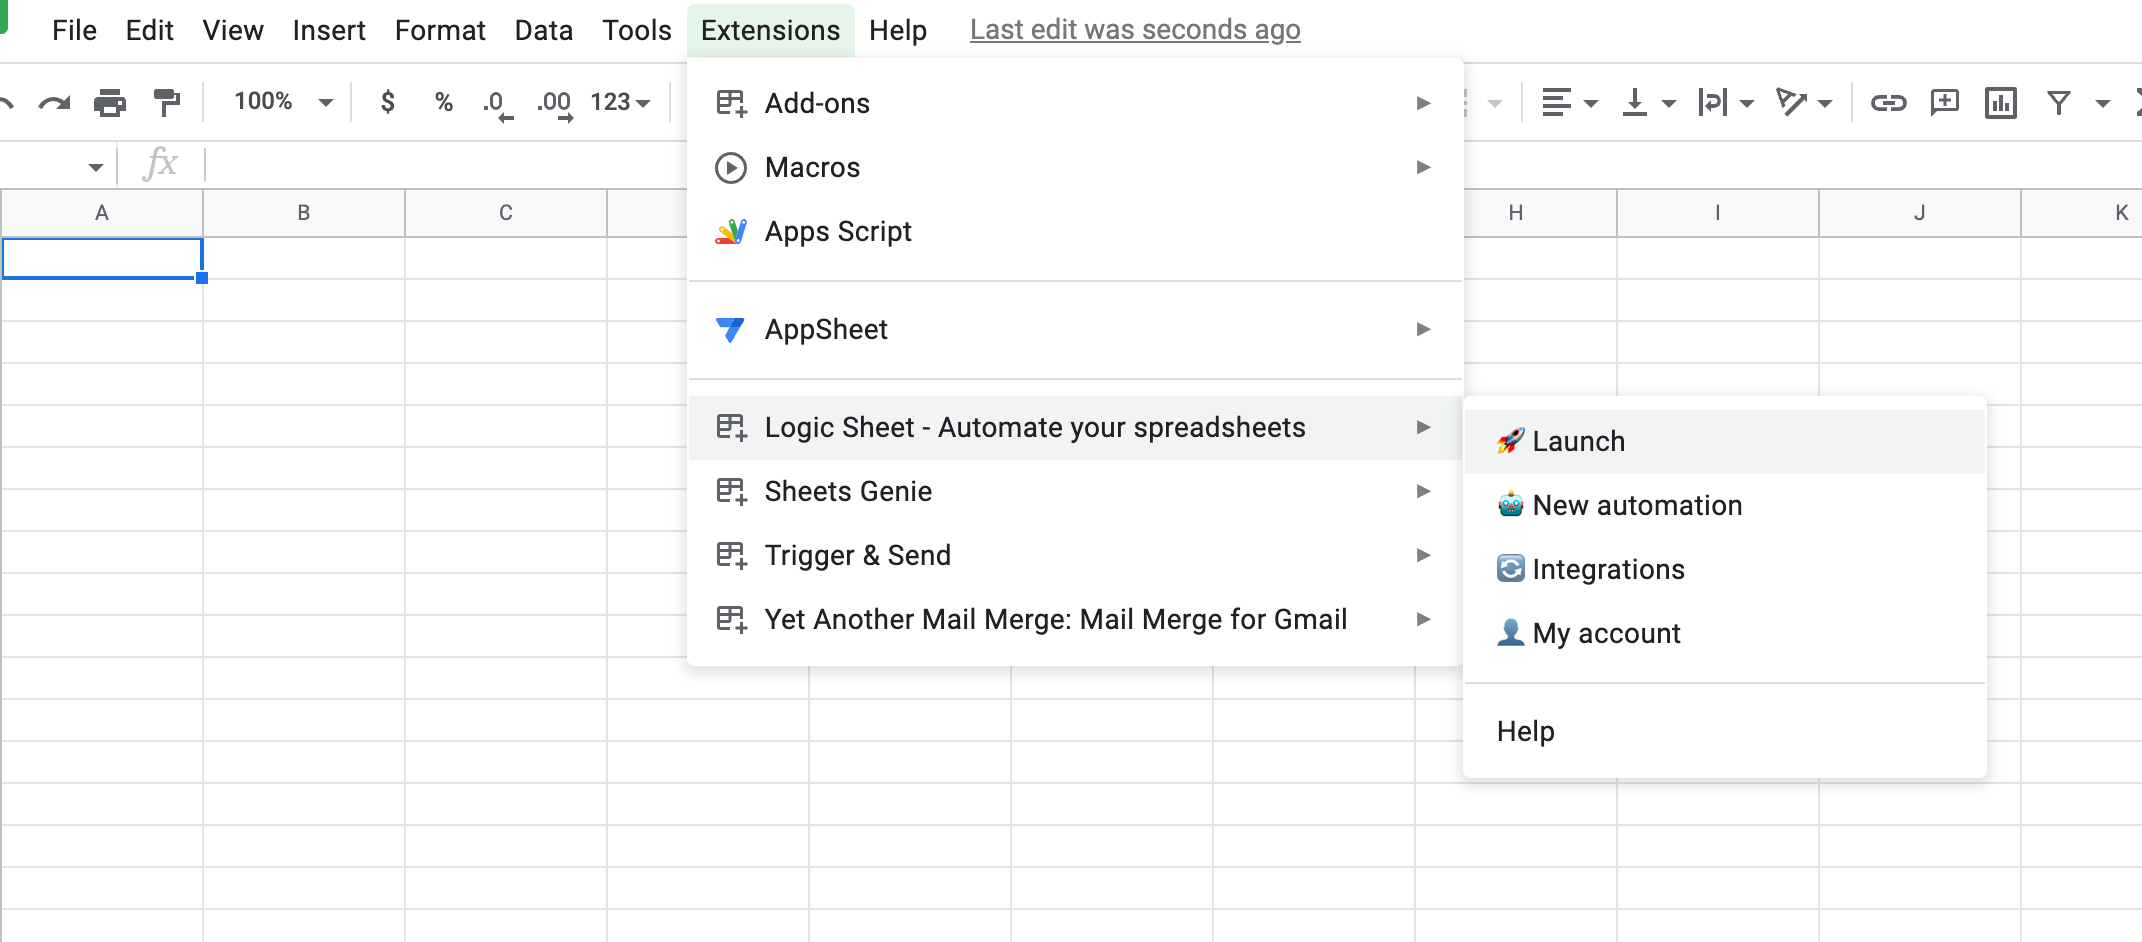 File Edit View Insert Format Data Tools Extensions Help Last edit was seconds ago
100% $ % .0 .00 123
fx
A B C H I J K
Add-ons
Macros
Apps Script
AppSheet
Logic Sheet - Automate your spreadsheets
Sheets Genie
Trigger & Send
Yet Another Mail Merge: Mail Merge for Gmail
Launch
New automation
Integrations
My account
Help